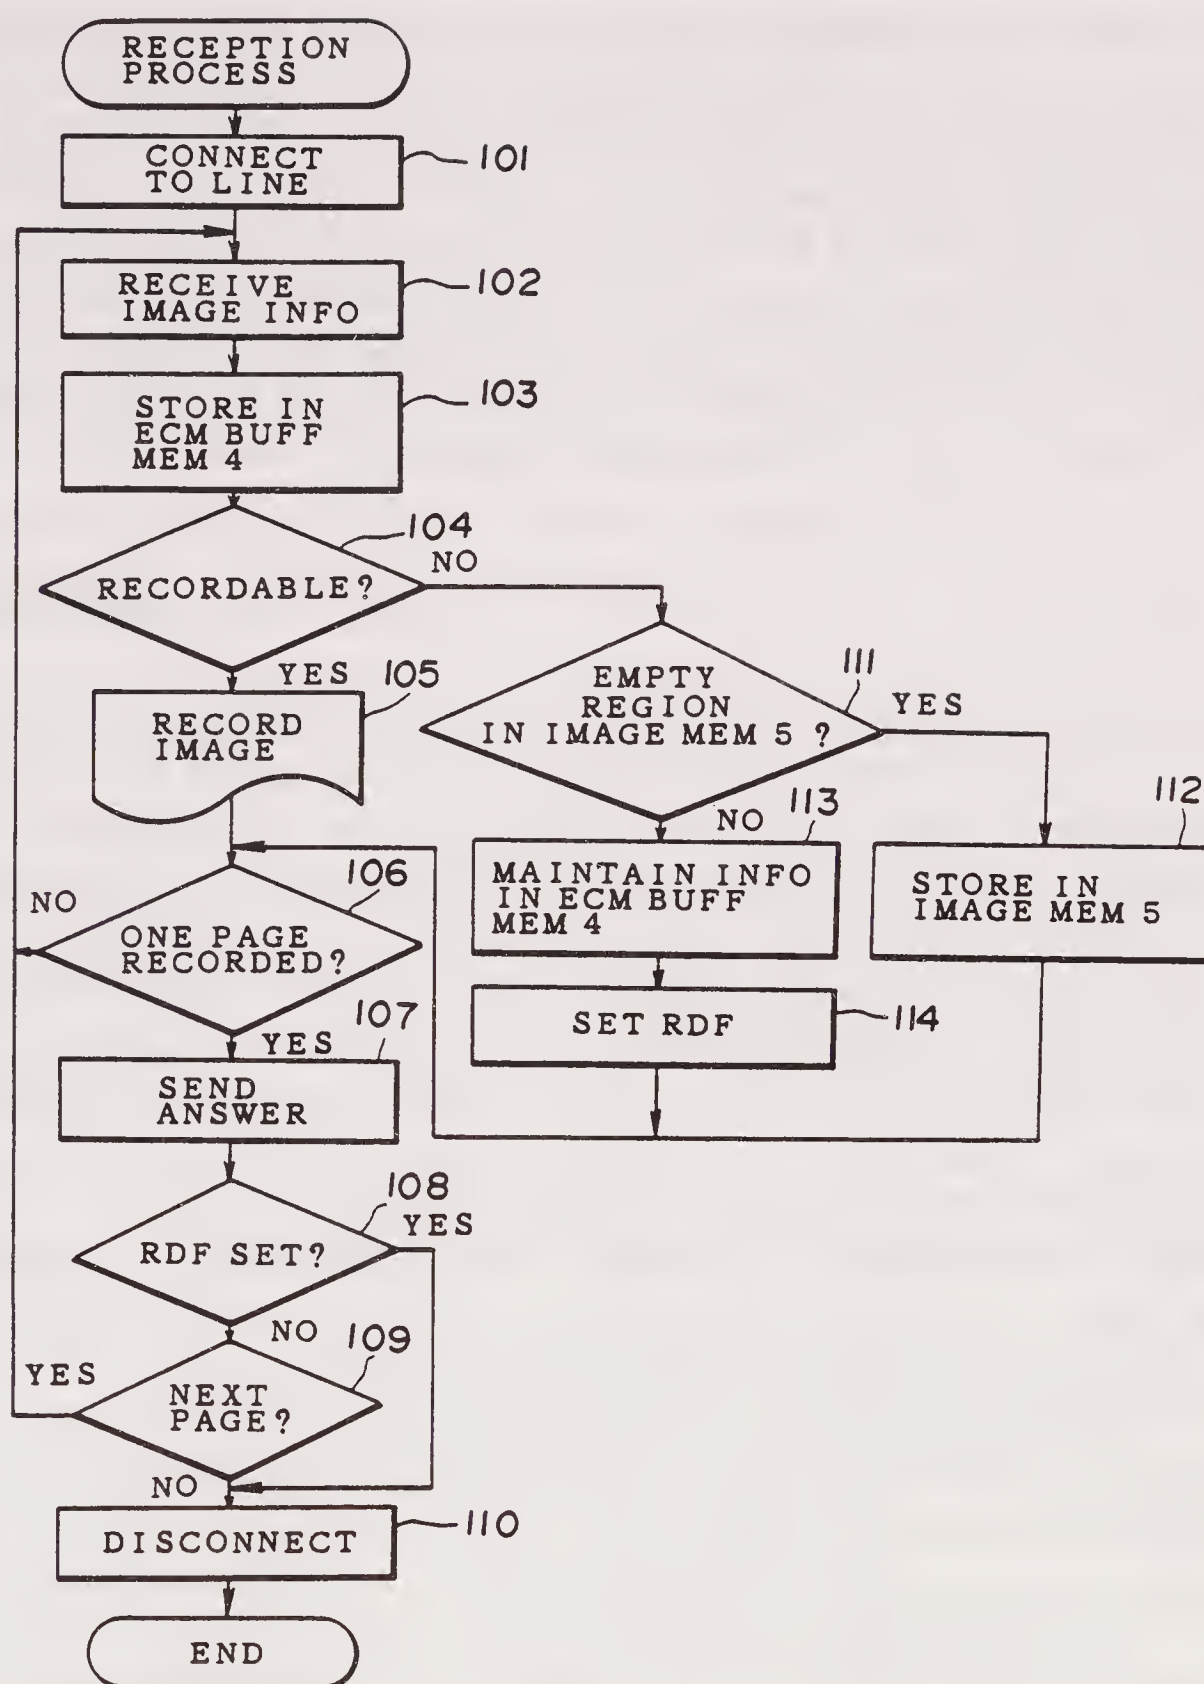 RECEPTION
PROCESS
CONNECT
TO LINE
101
RECEIVE
IMAGE INFO
102
STORE IN
ECM BUFF
MEM 4
103
104
RECORDABLE?
NO
YES
105
RECORD
IMAGE
EMPTY
REGION
IN IMAGE MEM 5 ?
111
YES
NO
113
112
MAINTAIN INFO
IN ECM BUFF
MEM 4
STORE IN
IMAGE MEM 5
SET RDF
114
106
NO
ONE PAGE
RECORDED?
YES
107
SEND
ANSWER
108
YES
RDF SET?
NO
109
YES
NEXT
PAGE?
NO
DISCONNECT
110
END